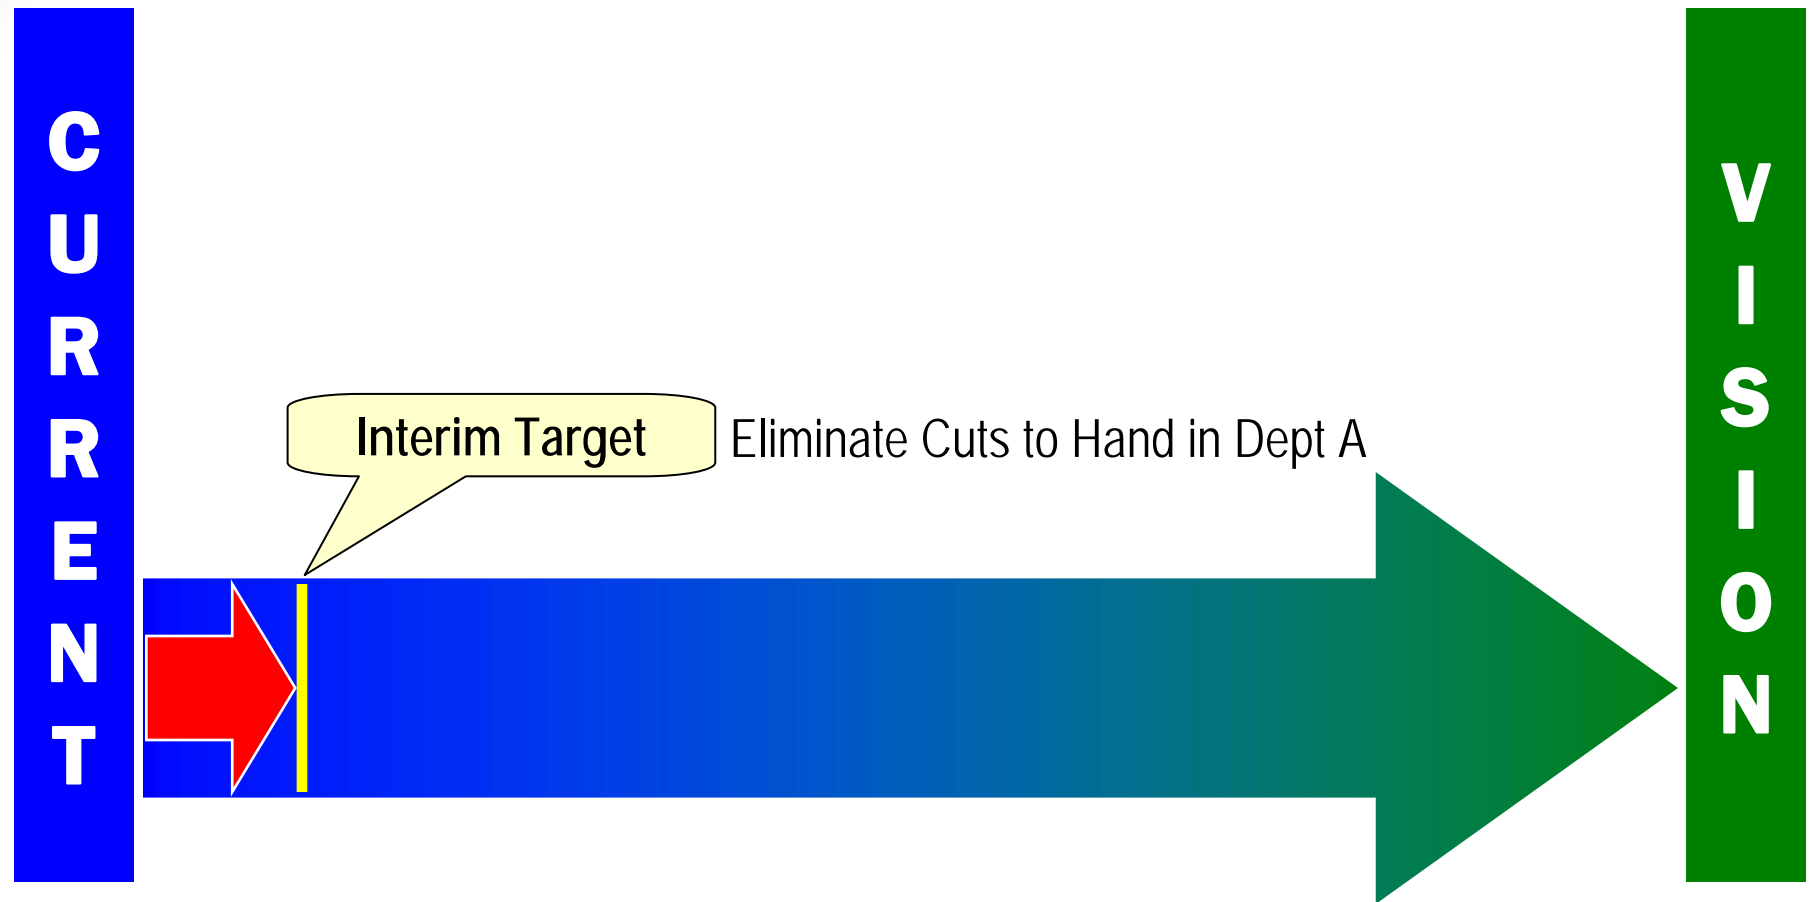 CURRENT
Interim Target
Eliminate Cuts to Hand in Dept A
VISION